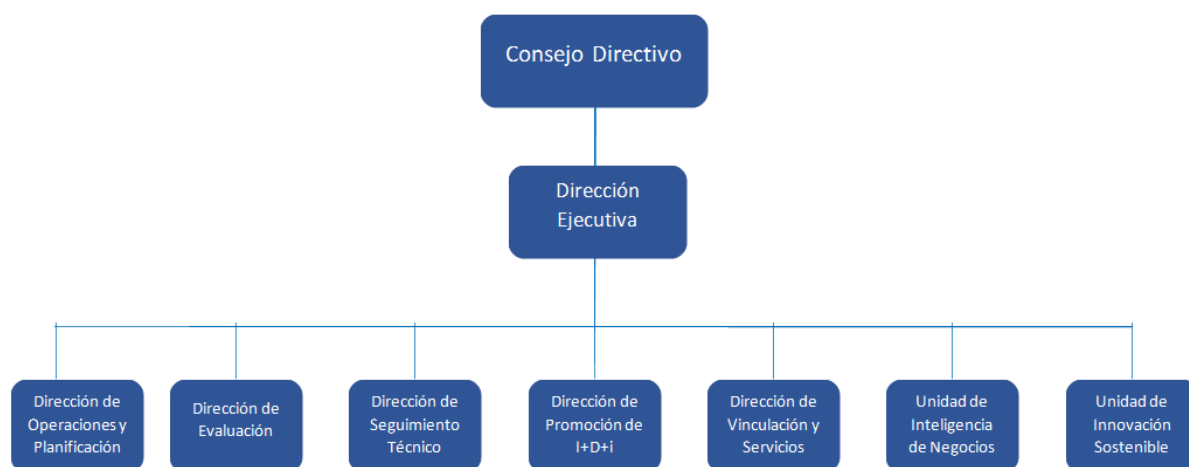 Consejo Directivo
Dirección
Ejecutiva
Dirección de
Operaciones y
Planificación
Dirección de
Evaluación
Dirección de
Seguimiento
Técnico
Dirección de
Promoción de
I+D+i
Dirección de
Vinculación y
Servicios
Unidad de
Inteligencia
de Negocios
Unidad de
Innovación
Sostenible